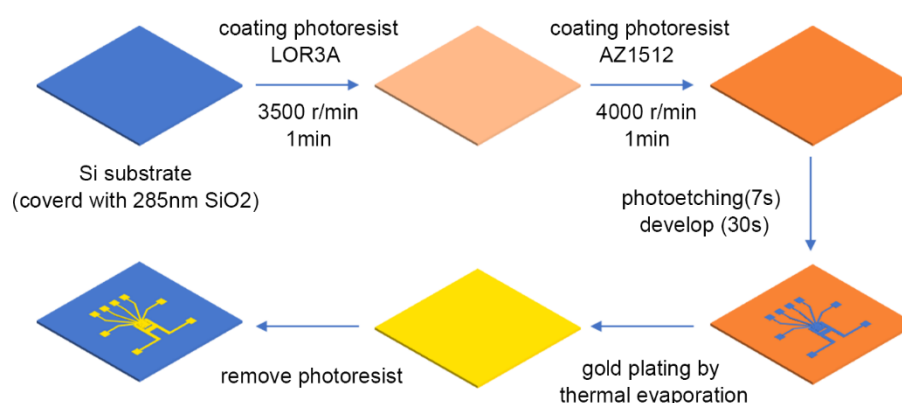 coating photoresist
LOR3A
3500 r/min
1min
coating photoresist
AZ1512
4000 r/min
1min
Si substrate
(coverd with 285nm SiO2)
photoetching(7s)
develop (30s)
remove photoresist
gold plating by
thermal evaporation